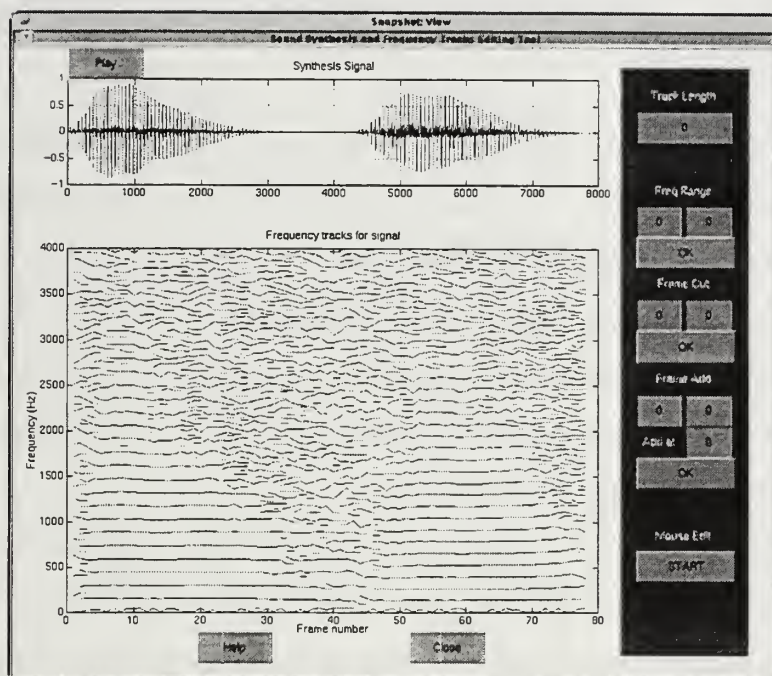 Snapshot: View
Sound Synthesis and Frequency Tracks Editing Tool
Play
Synthesis Signal
1
0.5
0
-0.5
-1
0 1000 2000 3000 4000 5000 6000 7000 8000
Frequency tracks for signal
Frequency (Hz)
4000
3500
3000
2500
2000
1500
1000
500
0
0 10 20 30 40 50 60 70 80
Frame number
Help
Close
Track Length
0
Freq Range
0 0
OK
Frame Cut
0 0
OK
Frame Add
0 0
Add at 0
OK
Mouse Edit
START